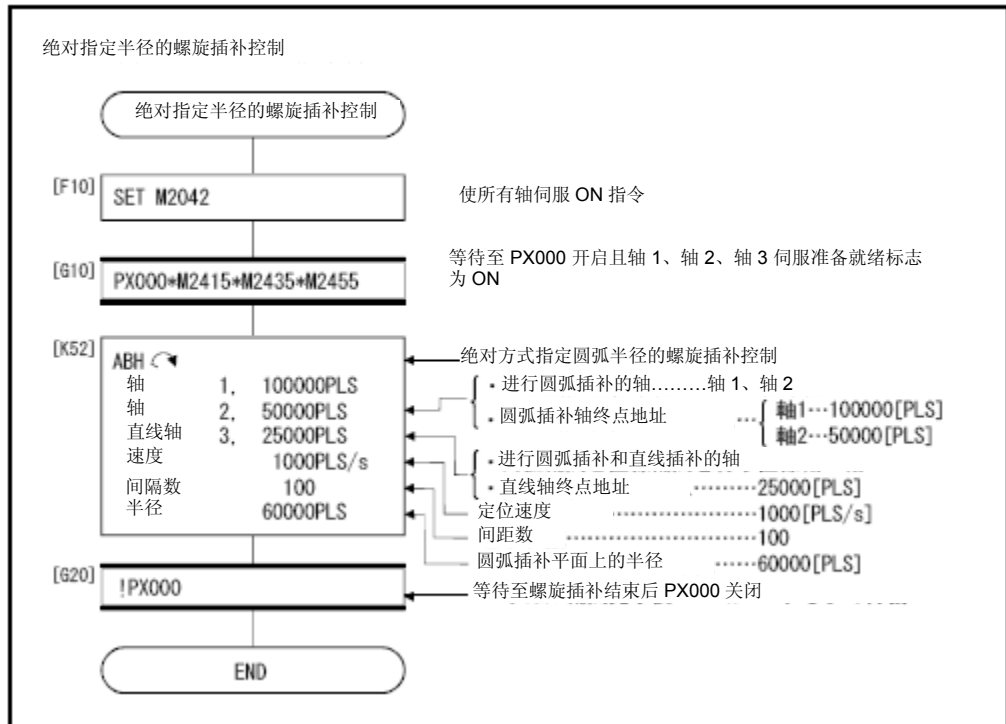 绝对指定半径的螺旋插补控制
绝对指定半径的螺旋插补控制
[F10] SET M2042 使所有轴伺服 ON 指令
[G10] PX000*M2415*M2435*M2455 等待至 PX000 开启且轴 1、轴 2、轴 3 伺服准备就绪标志
为 ON
[K52] ABH 绝对方式指定圆弧半径的螺旋插补控制
轴 1, 100000PLS ・进行圆弧插补的轴………轴 1、轴 2
轴 2, 50000PLS ・圆弧插补轴终点地址 … 軸1…100000[PLS]
軸2…50000[PLS]
直线轴 3, 25000PLS ・进行圆弧插补和直线插补的轴
・直线轴终点地址 ………25000[PLS]
速度 1000PLS/s 定位速度 ………………1000[PLS/s]
间隔数 100 间距数 ……………………100
半径 60000PLS 圆弧插补平面上的半径 ……60000[PLS]
[G20] !PX000 等待至螺旋插补结束后 PX000 关闭
END